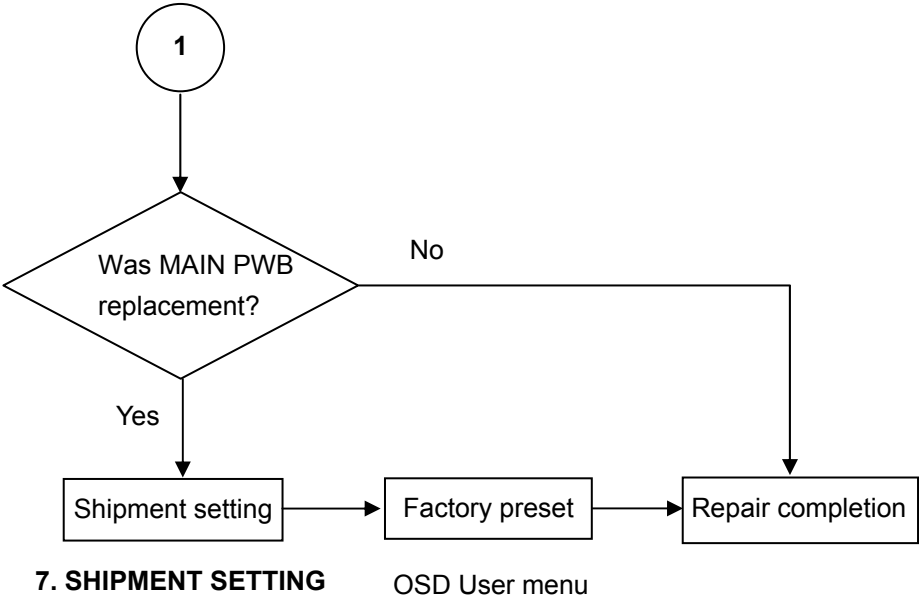 1
Was MAIN PWB
replacement?
No
Yes
Shipment setting
Factory preset
Repair completion
7. SHIPMENT SETTING
OSD User menu